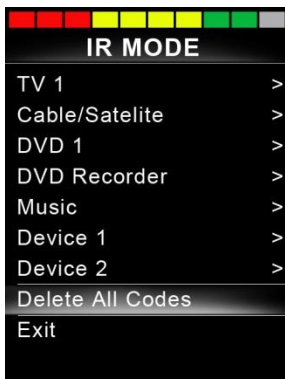 IR MODE
TV 1 >
Cable/Satelite >
DVD 1 >
DVD Recorder >
Music >
Device 1 >
Device 2 >
Delete All Codes
Exit